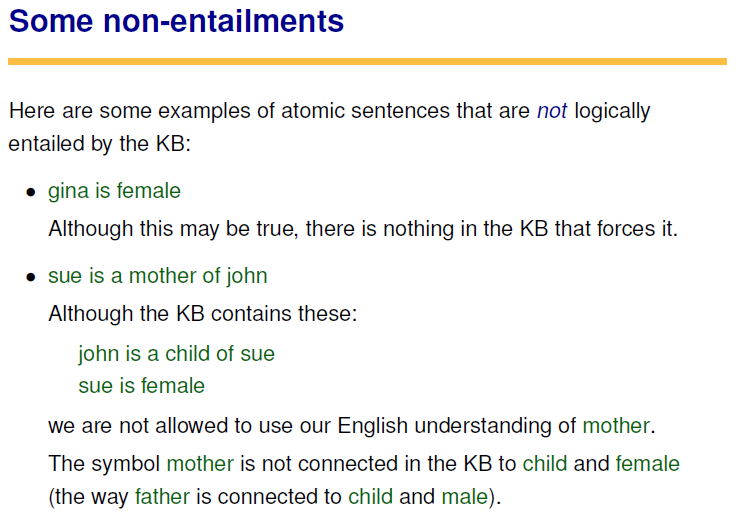 Some non-entailments
Here are some examples of atomic sentences that are not logically
entailed by the KB:
• gina is female
Although this may be true, there is nothing in the KB that forces it.
• sue is a mother of john
Although the KB contains these:
john is a child of sue
sue is female
we are not allowed to use our English understanding of mother.
The symbol mother is not connected in the KB to child and female
(the way father is connected to child and male).